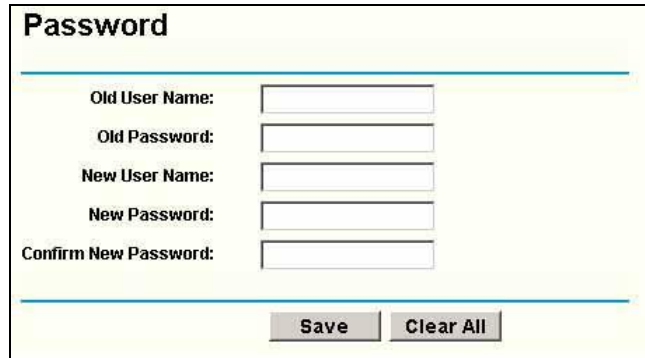 Password
Old User Name:
Old Password:
New User Name:
New Password:
Confirm New Password:
Save Clear All